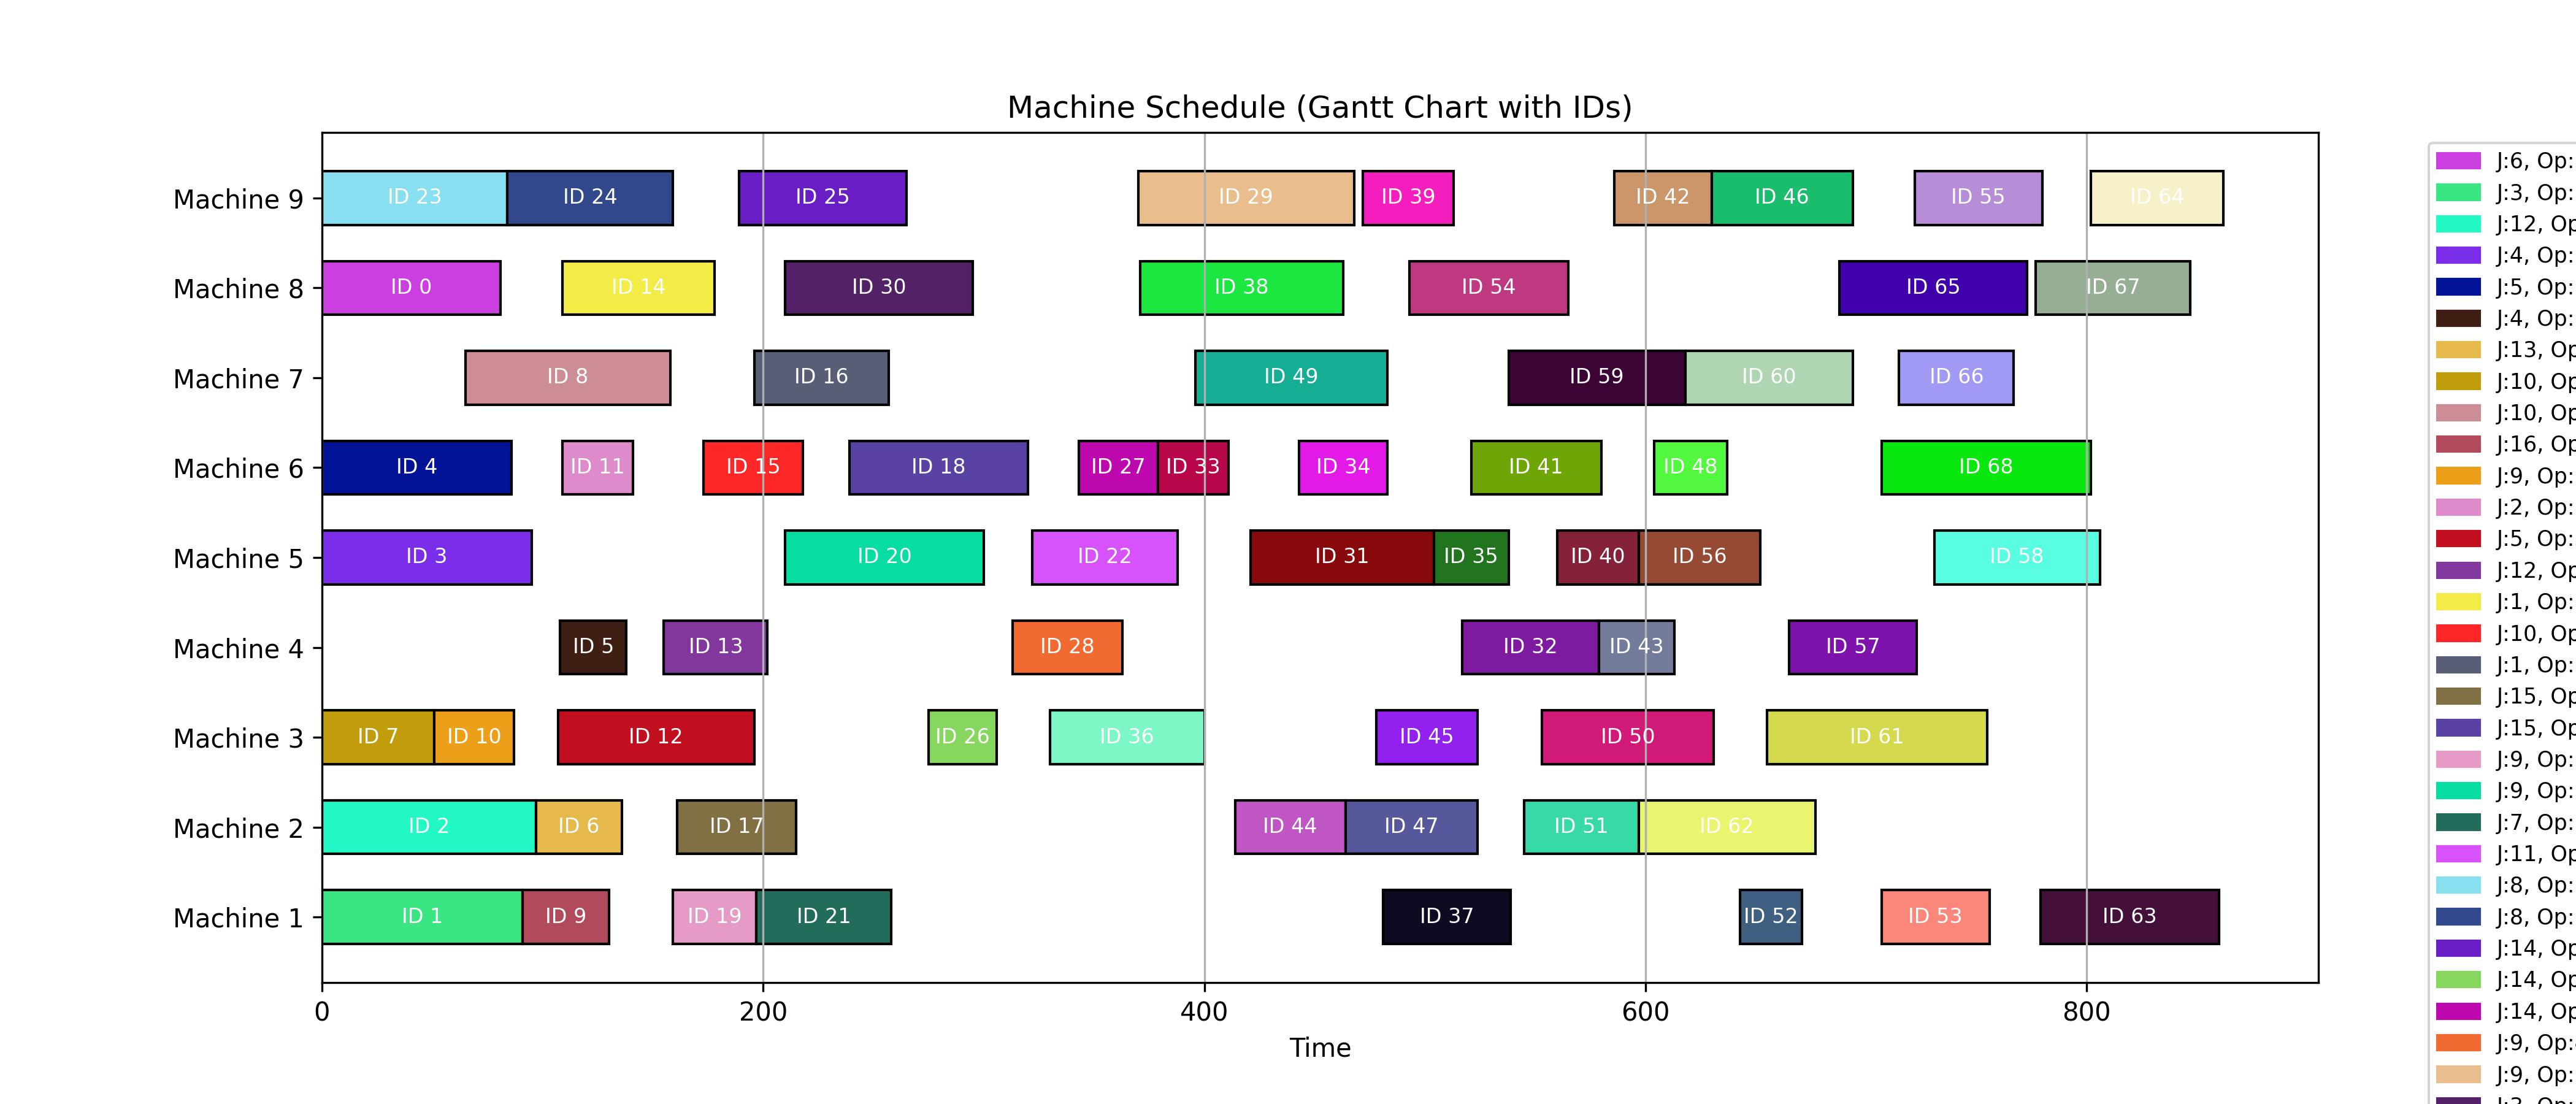 Machine Schedule (Gantt Chart with IDs)
Machine 9
ID 23 ID 24 ID 25 ID 29 ID 39 ID 42 ID 46 ID 55 ID 64
Machine 8
ID 0 ID 14 ID 30 ID 38 ID 54 ID 65 ID 67
Machine 7
ID 8 ID 16 ID 49 ID 59 ID 60 ID 66
Machine 6
ID 4 ID 11 ID 15 ID 18 ID 27 ID 33 ID 34 ID 41 ID 48 ID 68
Machine 5
ID 3 ID 20 ID 22 ID 31 ID 35 ID 40 ID 56 ID 58
Machine 4
ID 5 ID 13 ID 28 ID 32 ID 43 ID 57
Machine 3
ID 7 ID 10 ID 12 ID 26 ID 36 ID 45 ID 50 ID 61
Machine 2
ID 2 ID 6 ID 17 ID 44 ID 47 ID 51 ID 62
Machine 1
ID 1 ID 9 ID 19 ID 21 ID 37 ID 52 ID 53 ID 63
0 200 400 600 800
Time
J:6, Op:
J:3, Op:
J:12, Op
J:4, Op:
J:5, Op:
J:4, Op:
J:13, Op
J:10, Op
J:10, Op
J:16, Op
J:9, Op:
J:2, Op:
J:5, Op:
J:12, Op
J:1, Op:
J:10, Op
J:1, Op:
J:15, Op
J:15, Op
J:9, Op:
J:9, Op:
J:7, Op:
J:11, Op
J:8, Op:
J:8, Op:
J:14, Op
J:14, Op
J:14, Op
J:9, Op:
J:9, Op: